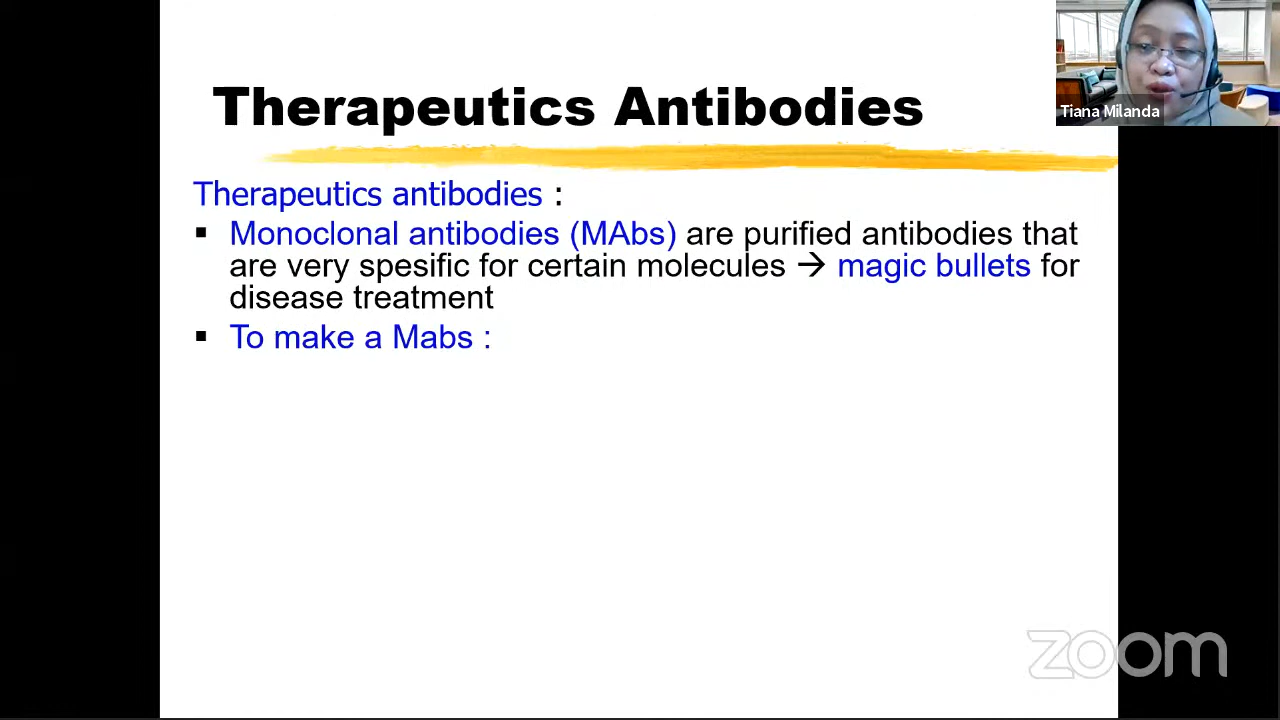 Therapeutics Antibodies
Tiana Milanda
Therapeutics antibodies :
▪ Monoclonal antibodies (MAbs) are purified antibodies that
are very spesific for certain molecules → magic bullets for
disease treatment
▪ To make a Mabs :
zoom